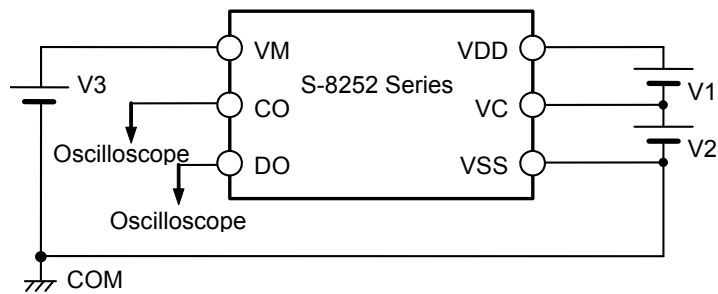 VM
VDD
S-8252 Series
V3
V1
CO
VC
Oscilloscope
V2
DO
VSS
Oscilloscope
COM